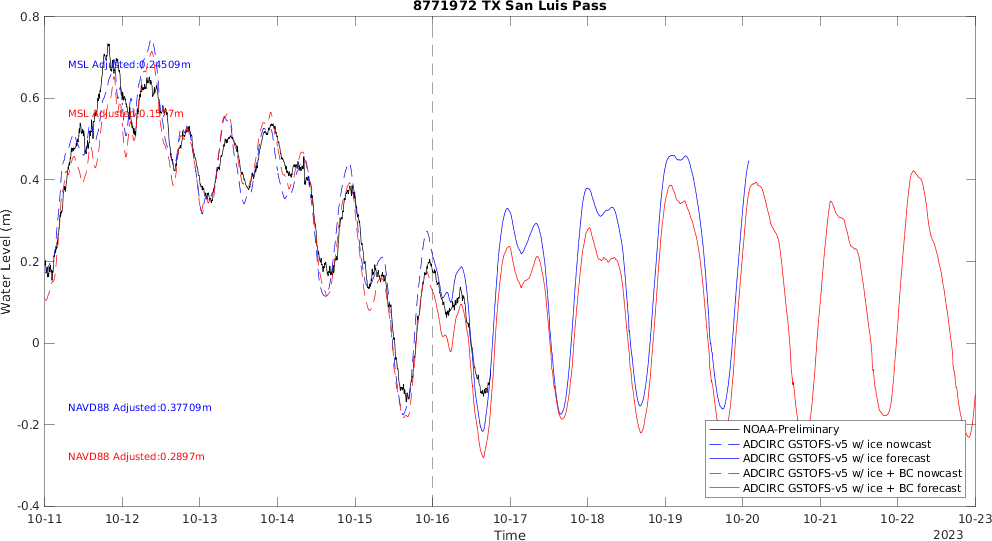 8771972 TX San Luis Pass
0.8
0.6
0.4
0.2
0
-0.2
-0.4
Water Level (m)
MSL Adjusted:0.24509m
MSL Adjusted:
NAVD88 Adjusted:0.37709m
NAVD88 Adjusted:0.2897m
NOAA-Preliminary
ADCIRC GSTOFS-v5 w/ ice nowcast
ADCIRC GSTOFS-v5 w/ ice forecast
ADCIRC GSTOFS-v5 w/ ice + BC nowcast
ADCIRC GSTOFS-v5 w/ ice + BC forecast
10-11 10-12 10-13 10-14 10-15 10-16 10-17 10-18 10-19 10-20 10-21 10-22 10-23
Time
2023